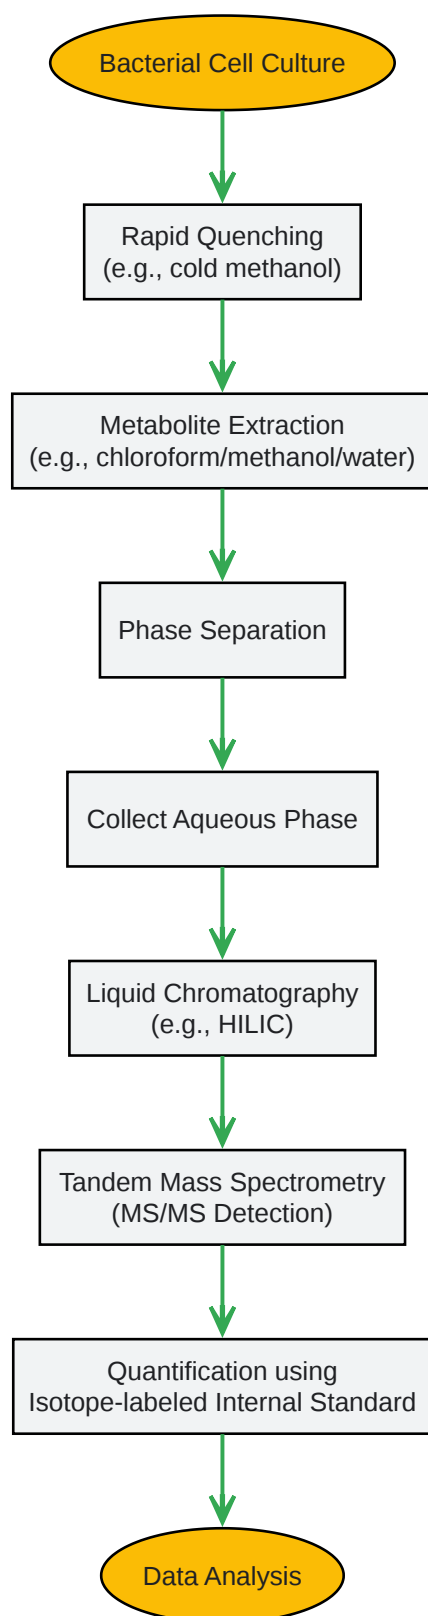 Bacterial Cell Culture
Rapid Quenching
(e.g., cold methanol)
Metabolite Extraction
(e.g., chloroform/methanol/water)
Phase Separation
Collect Aqueous Phase
Liquid Chromatography
(e.g., HILIC)
Tandem Mass Spectrometry
(MS/MS Detection)
Quantification using
Isotope-labeled Internal Standard
Data Analysis